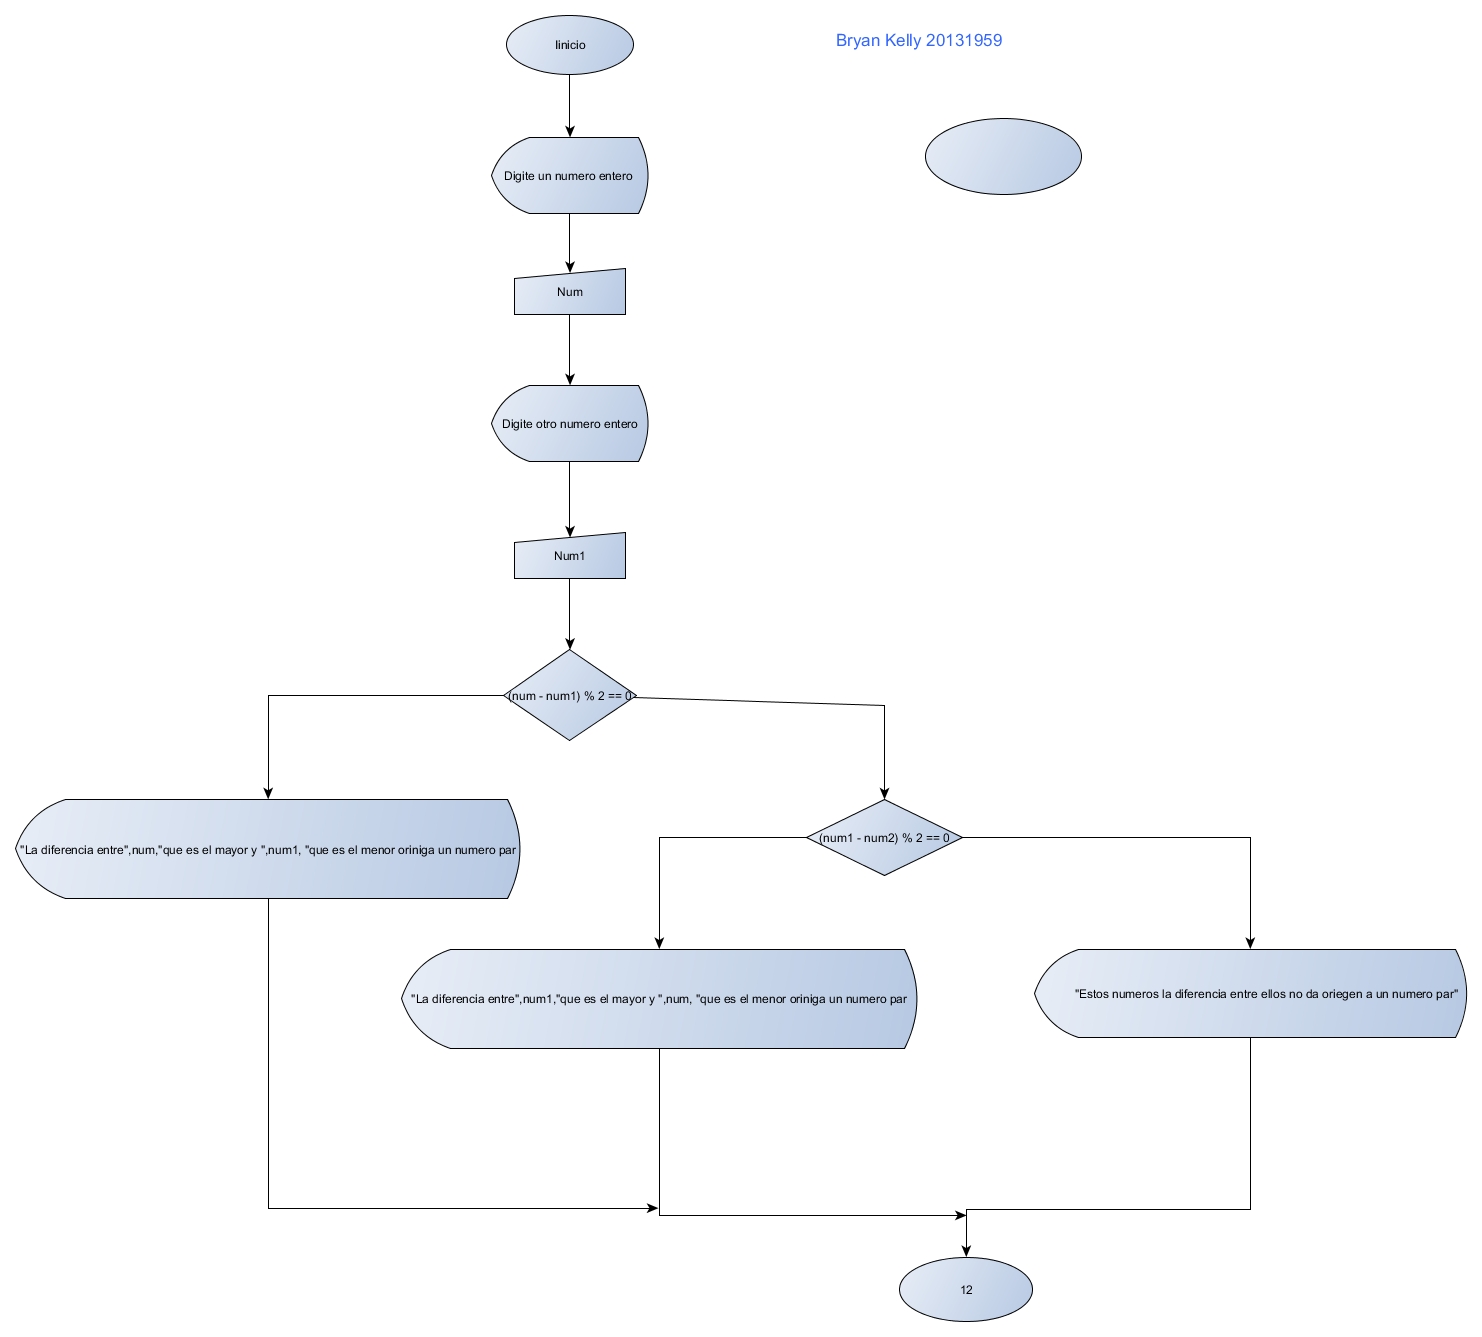 Iinicio
Bryan Kelly 20131959
Digite un numero entero
Num
Digite otro numero entero
Num1
(num - num1) % 2 == 0
(num1 - num2) % 2 == 0
"La diferencia entre",num,"que es el mayor y ",num1, "que es el menor oriniga un numero par
"La diferencia entre",num1,"que es el mayor y ",num, "que es el menor oriniga un numero par
"Estos numeros la diferencia entre ellos no da oriegen a un numero par"
12